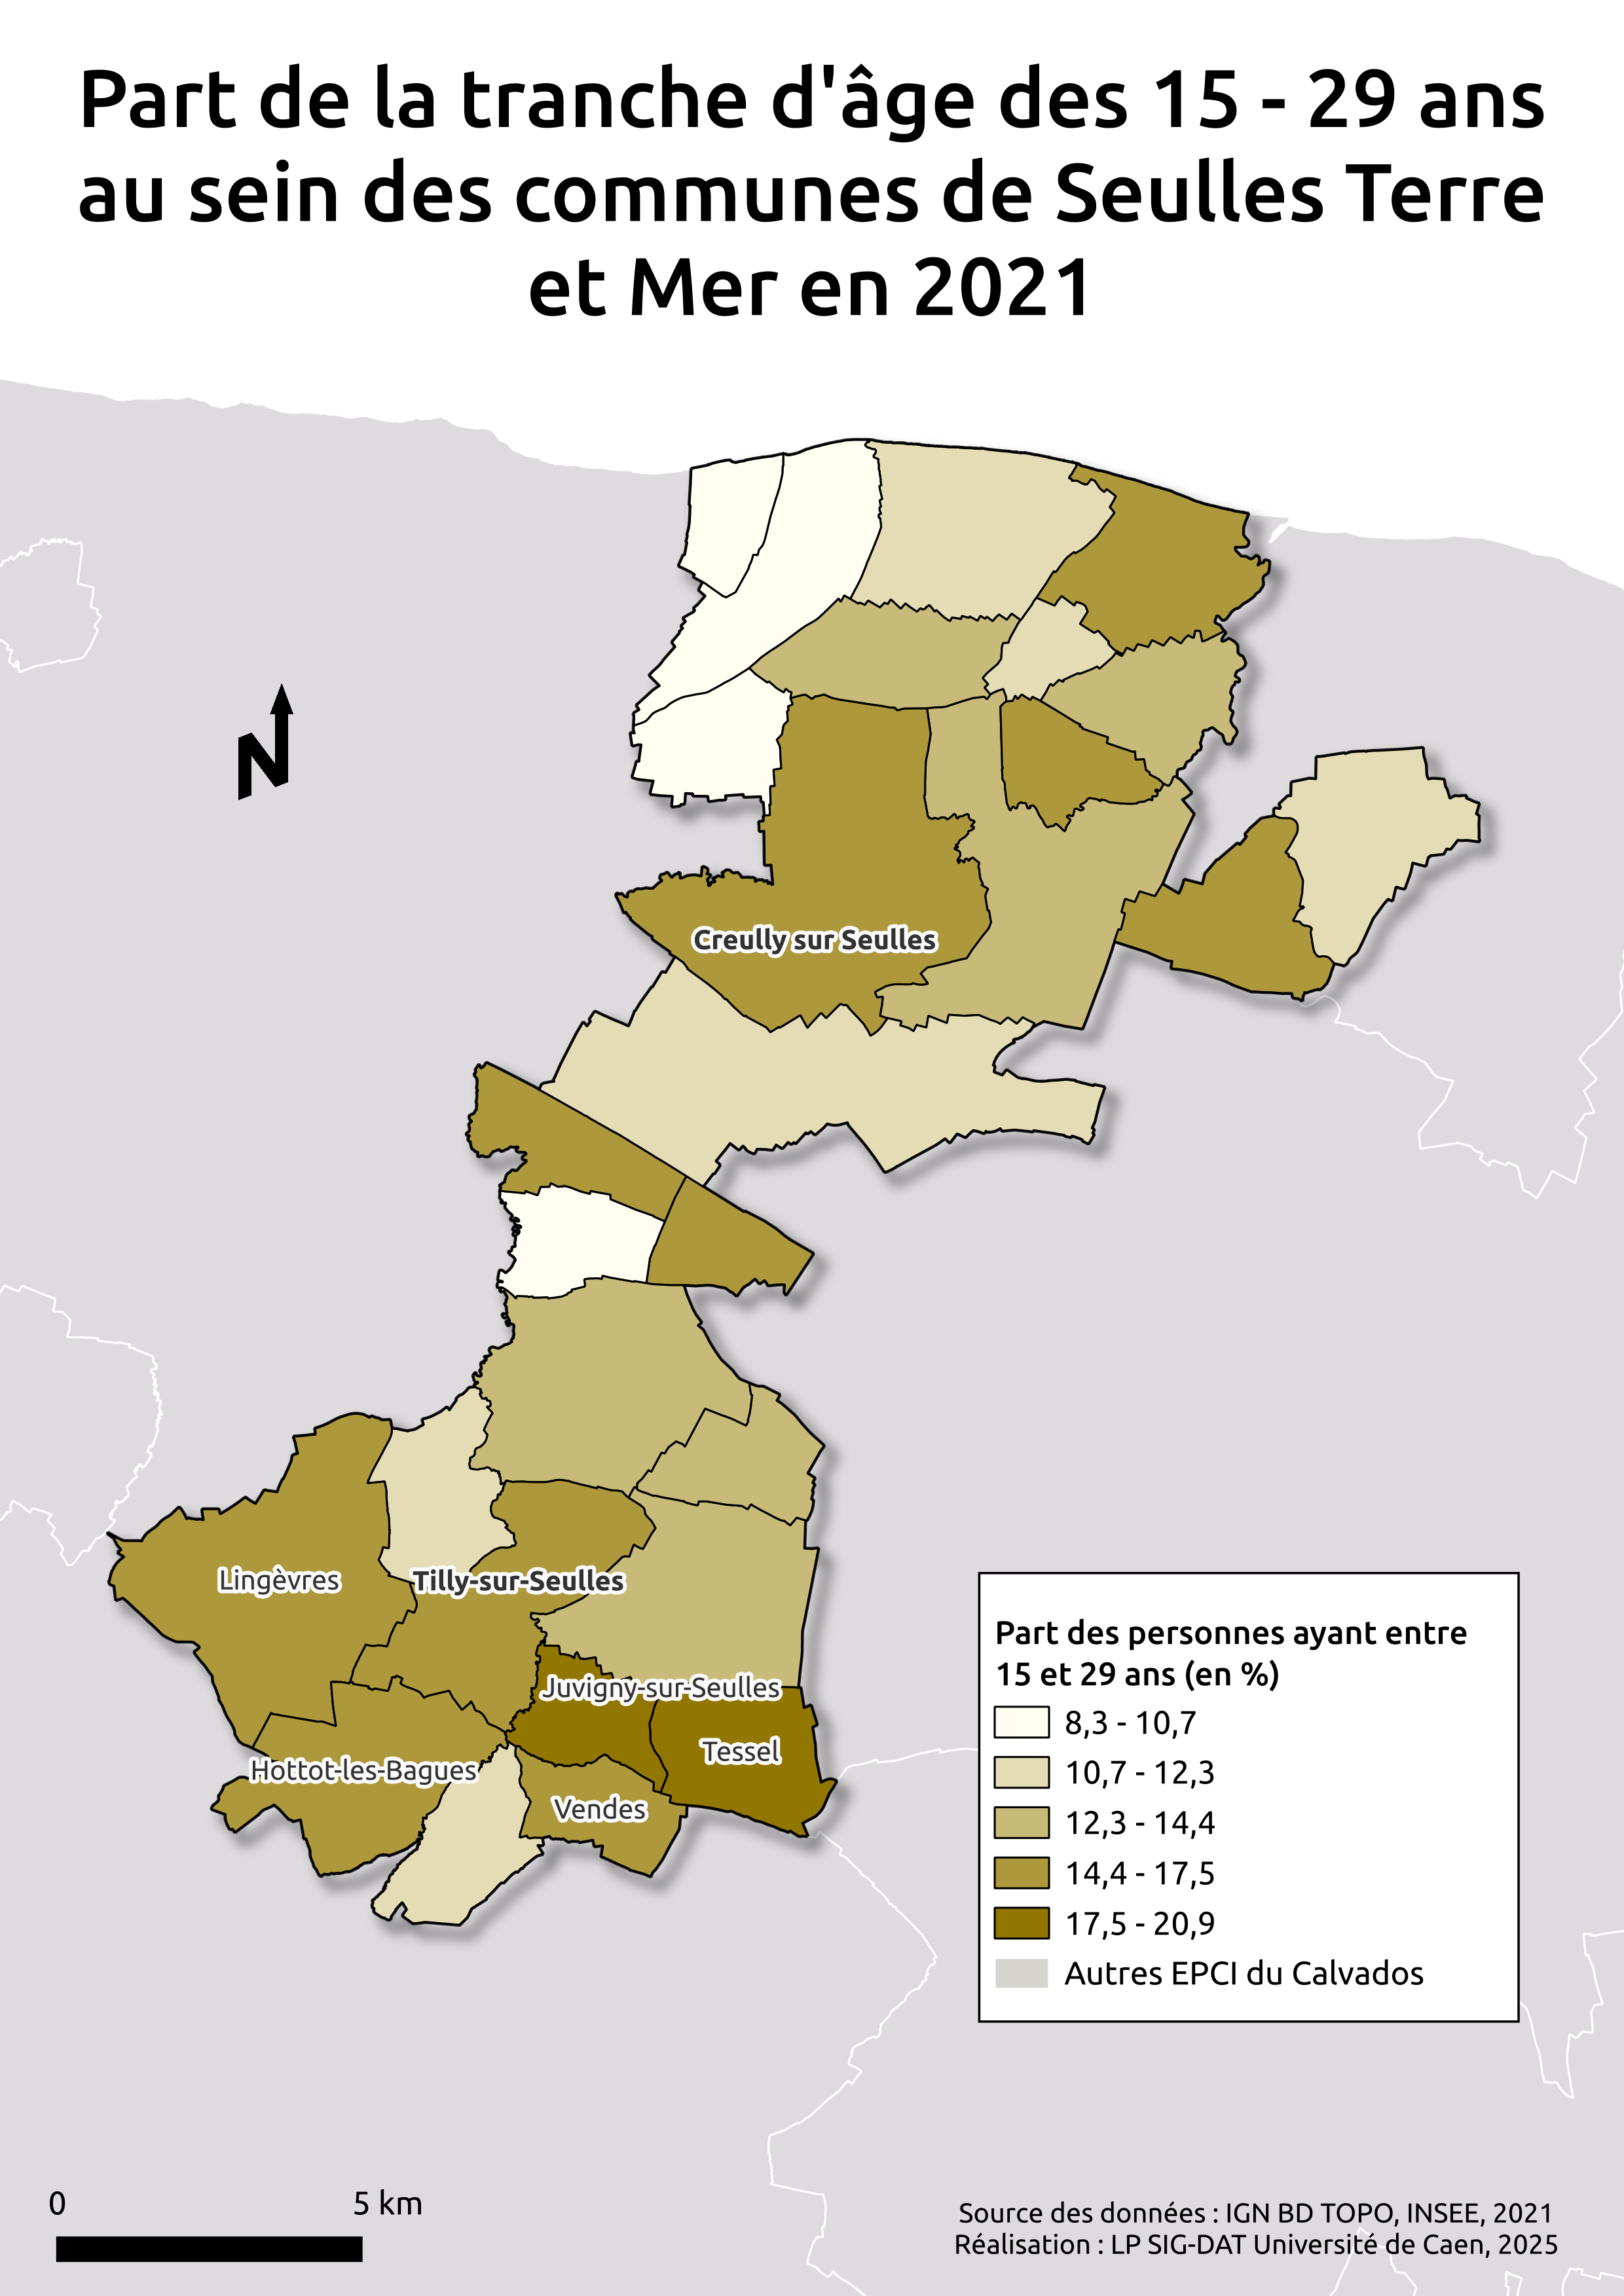 Part de la tranche d'âge des 15 - 29 ans
au sein des communes de Seulles Terre
et Mer en 2021
N
Creully sur Seulles
Lingèvres
Tilly-sur-Seulles
Juvigny-sur-Seulles
Tessel
Hottot-les-Bagues
Vendes
Part des personnes ayant entre
15 et 29 ans (en %)
8,3 - 10,7
10,7 - 12,3
12,3 - 14,4
14,4 - 17,5
17,5 - 20,9
Autres EPCI du Calvados
0 5 km
Source des données : IGN BD TOPO, INSEE, 2021
Réalisation : LP SIG-DAT Université de Caen, 2025